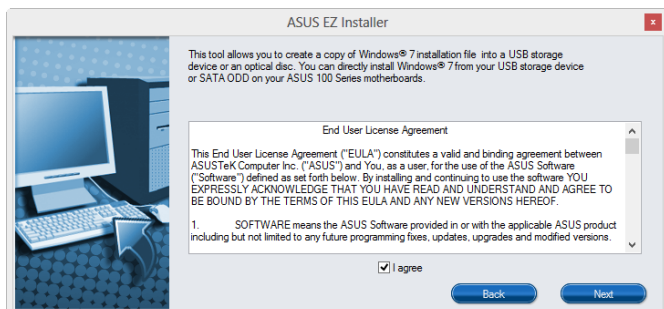 ASUS EZ Installer
x
This tool allows you to create a copy of Windows® 7 installation file into a USB storage
device or an optical disc. You can directly install Windows® 7 from your USB storage device
or SATA ODD on your ASUS 100 Series motherboards.
End User License Agreement
This End User License Agreement ("EULA") constitutes a valid and binding agreement between
ASUSTeK Computer Inc. ("ASUS") and You, as a user, for the use of the ASUS Software
("Software") defined as set forth below. By installing and continuing to use the software YOU
EXPRESSLY ACKNOWLEDGE THAT YOU HAVE READ AND UNDERSTAND AND AGREE TO
BE BOUND BY THE TERMS OF THIS EULA AND ANY NEW VERSIONS HEREOF.
1. SOFTWARE means the ASUS Software provided in or with the applicable ASUS product
including but not limited to any future programming fixes, updates, upgrades and modified versions.
I agree
Back Next